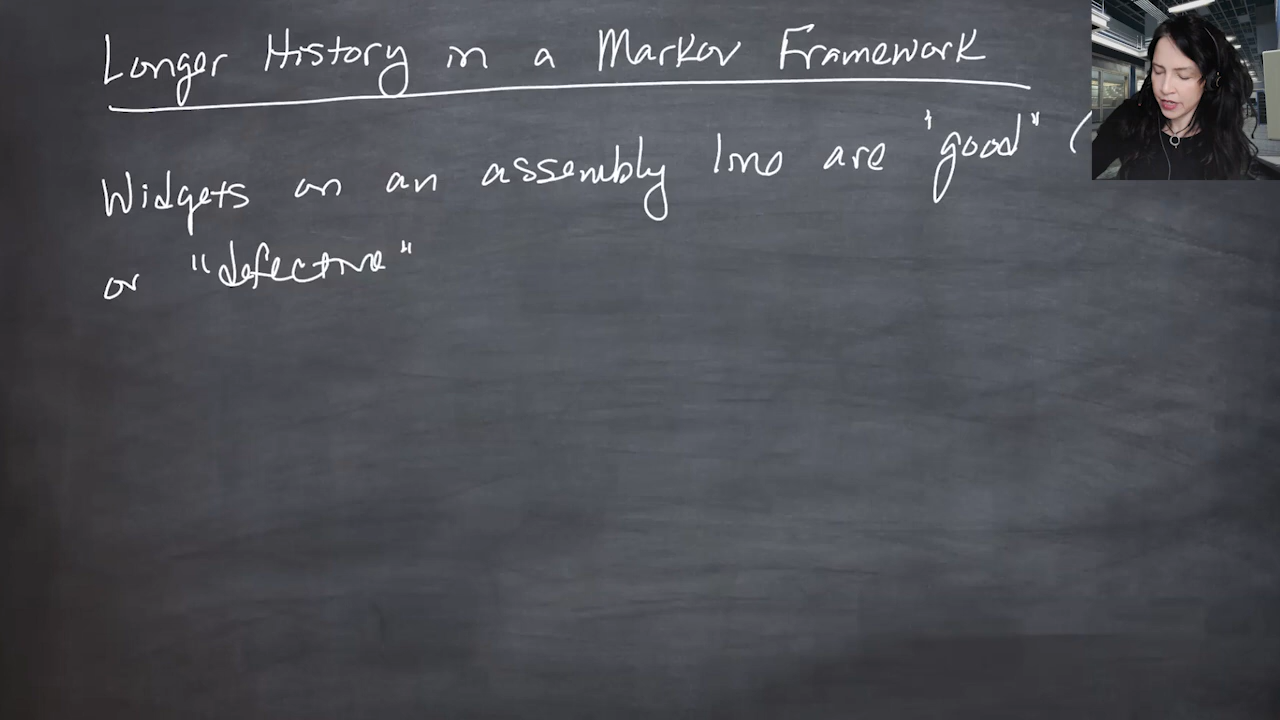 Longer History in a Markov Framework
Widgets on an assembly line are "good" (
or "defective"